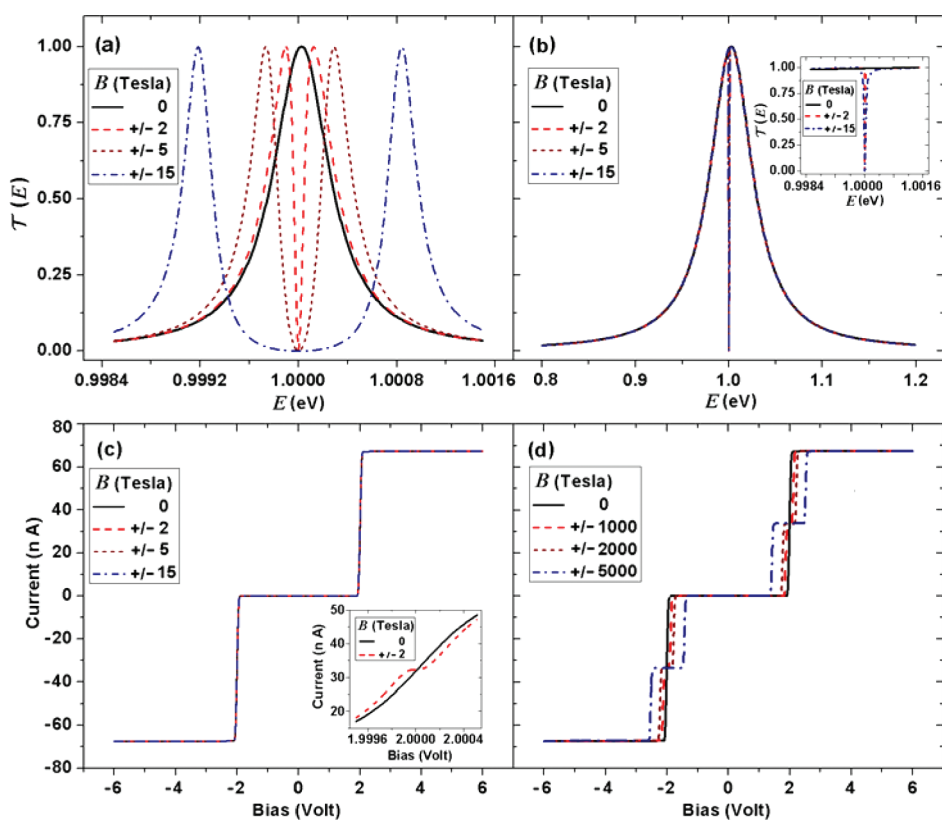 (a)
B (Tesla)
0
+/- 2
+/- 5
+/- 15
1.00
0.75
0.50
0.25
0.00
T (E)
0.9984 0.9992 1.0000 1.0008 1.0016
E (eV)
(b)
B (Tesla)
0
+/- 2
+/- 5
+/- 15
0.8 0.9 1.0 1.1 1.2
E (eV)
1.00
0.75
0.50
0.25
0.00
T (E)
B (Tesla)
0
+/-2
+/-15
0.9984 1.0000 1.0016
E (eV)
(c)
B (Tesla)
0
+/- 2
+/- 5
+/- 15
80
60
40
20
0
-20
-40
-60
-80
Current (n A)
-6 -4 -2 0 2 4 6
Bias (Volt)
50
40
30
20
Current (n A)
B (Tesla)
0
+/- 2
1.9996 2.0000 2.0004
Bias (Volt)
(d)
B (Tesla)
0
+/- 1000
+/- 2000
+/- 5000
-6 -4 -2 0 2 4 6
Bias (Volt)